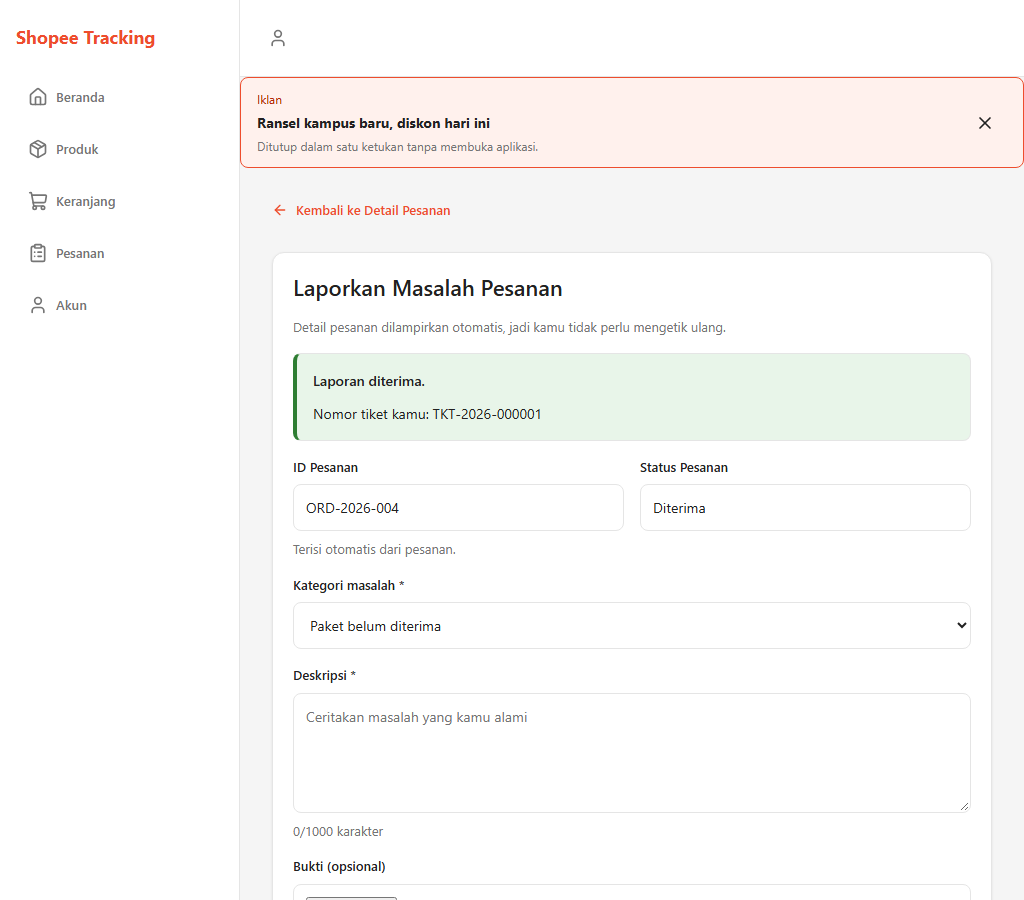 Shopee Tracking
Beranda
Produk
Keranjang
Pesanan
Akun
Iklan
Ransel kampus baru, diskon hari ini
Ditutup dalam satu ketukan tanpa membuka aplikasi.
Kembali ke Detail Pesanan
Laporkan Masalah Pesanan
Detail pesanan dilampirkan otomatis, jadi kamu tidak perlu mengetik ulang.
Laporan diterima.
Nomor tiket kamu: TKT-2026-000001
ID Pesanan
Status Pesanan
ORD-2026-004
Diterima
Terisi otomatis dari pesanan.
Kategori masalah *
Paket belum diterima
Deskripsi *
Ceritakan masalah yang kamu alami
0/1000 karakter
Bukti (opsional)